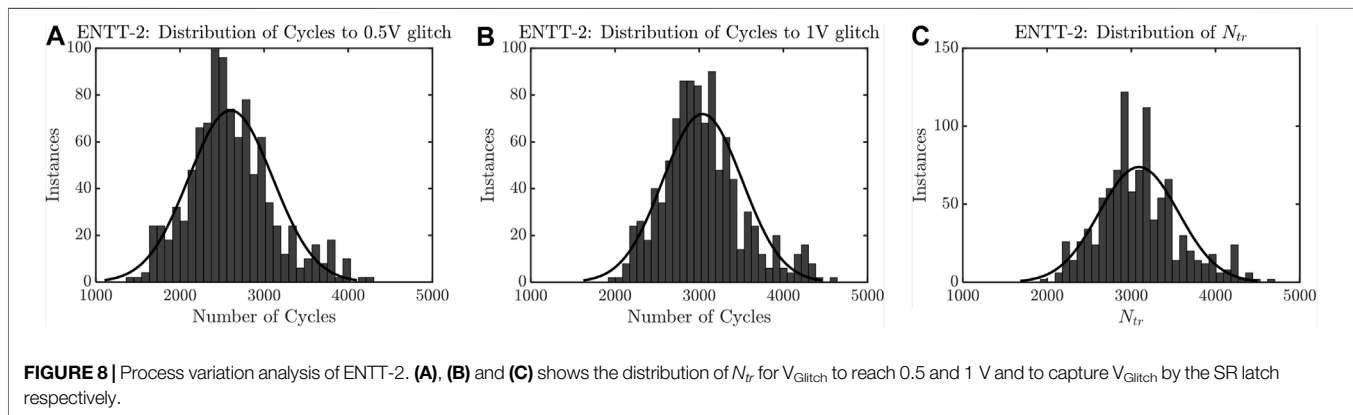 A ENTT-2: Distribution of Cycles to 0.5V glitch
100
80
60
40
20
0
Instances
1000 2000 3000 4000 5000
Number of Cycles
B ENTT-2: Distribution of Cycles to 1V glitch
100
80
60
40
20
0
Instances
1000 2000 3000 4000 5000
Number of Cycles
C ENTT-2: Distribution of N_tr
150
100
50
0
Instances
1000 2000 3000 4000 5000
N_tr
FIGURE 8 | Process variation analysis of ENTT-2. (A), (B) and (C) shows the distribution of N_tr for V_Glitch to reach 0.5 and 1 V and to capture V_Glitch by the SR latch
respectively.